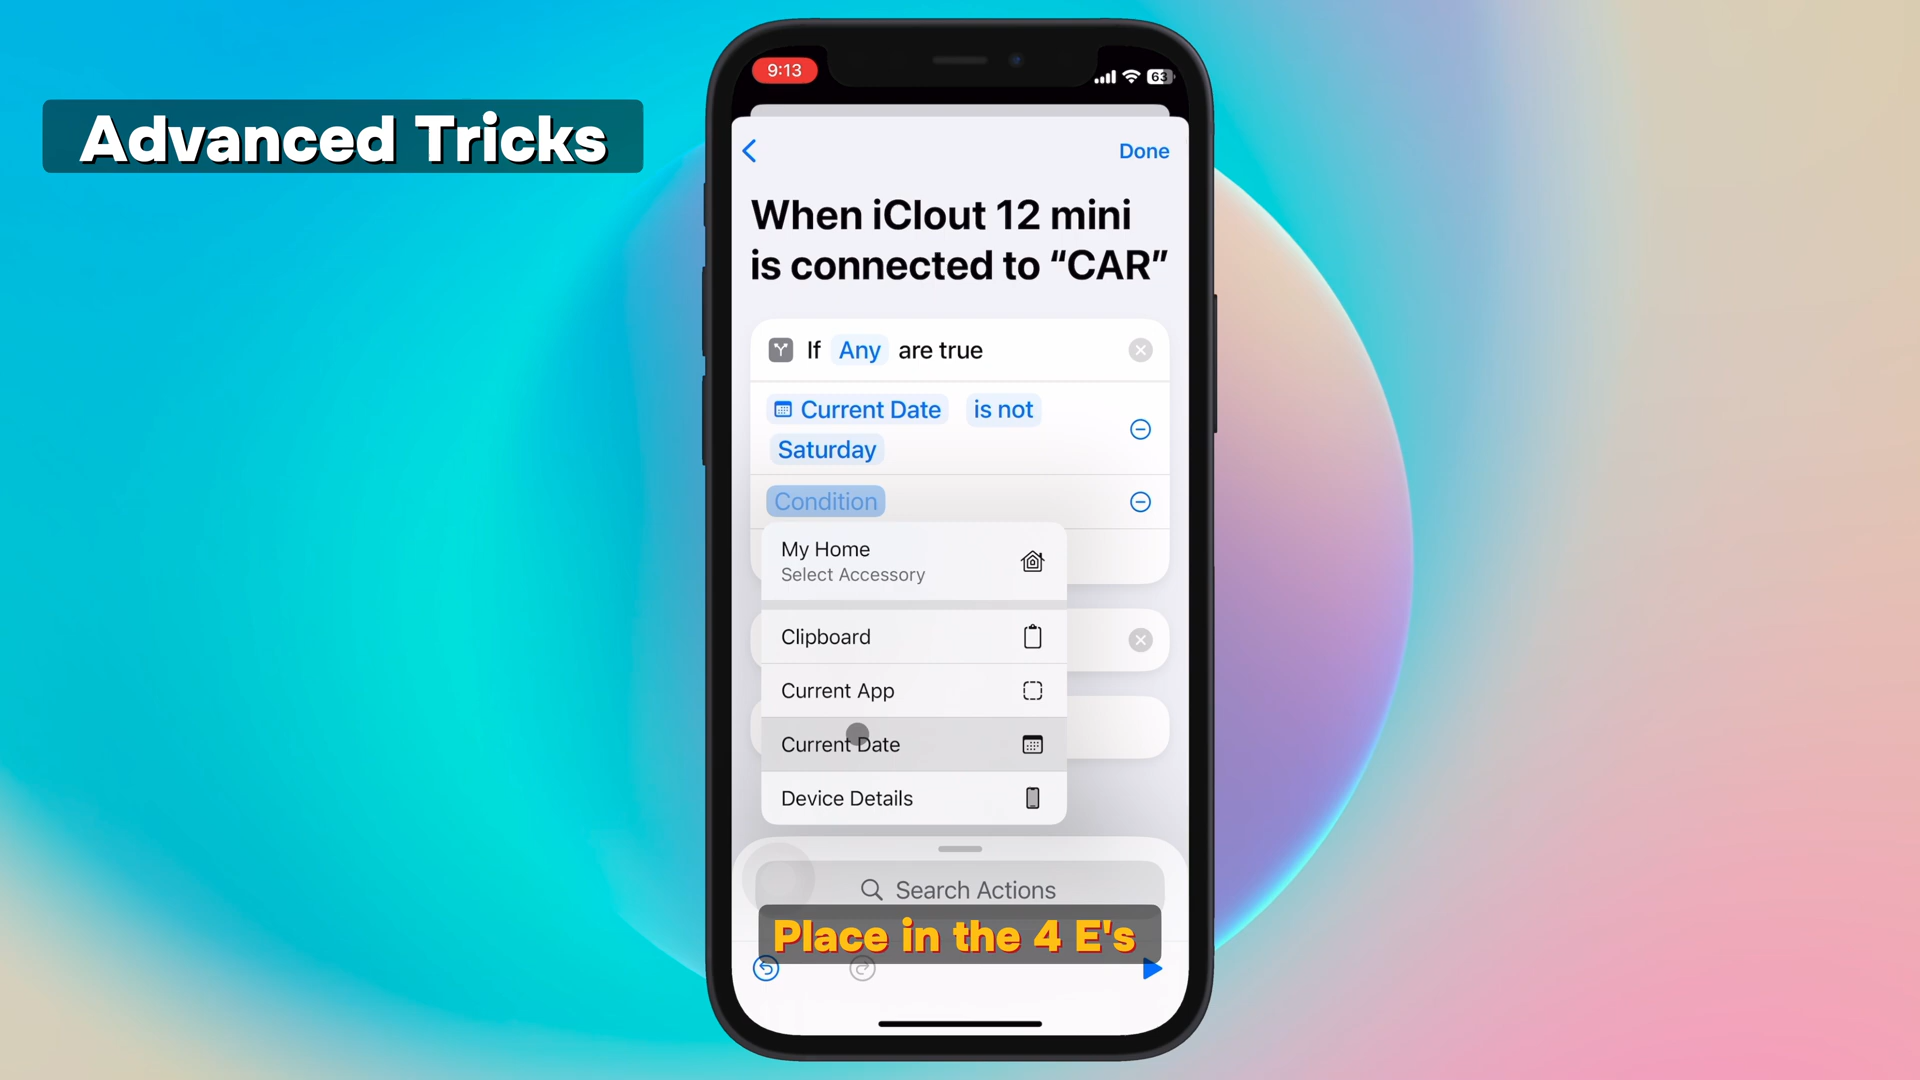 Advanced Tricks
9:13
63
Done
When iClout 12 mini
is connected to “CAR”
If Any are true
Current Date is not
Saturday
Condition
My Home
Select Accessory
Clipboard
Current App
Current Date
Device Details
Search Actions
Place in the 4 E's